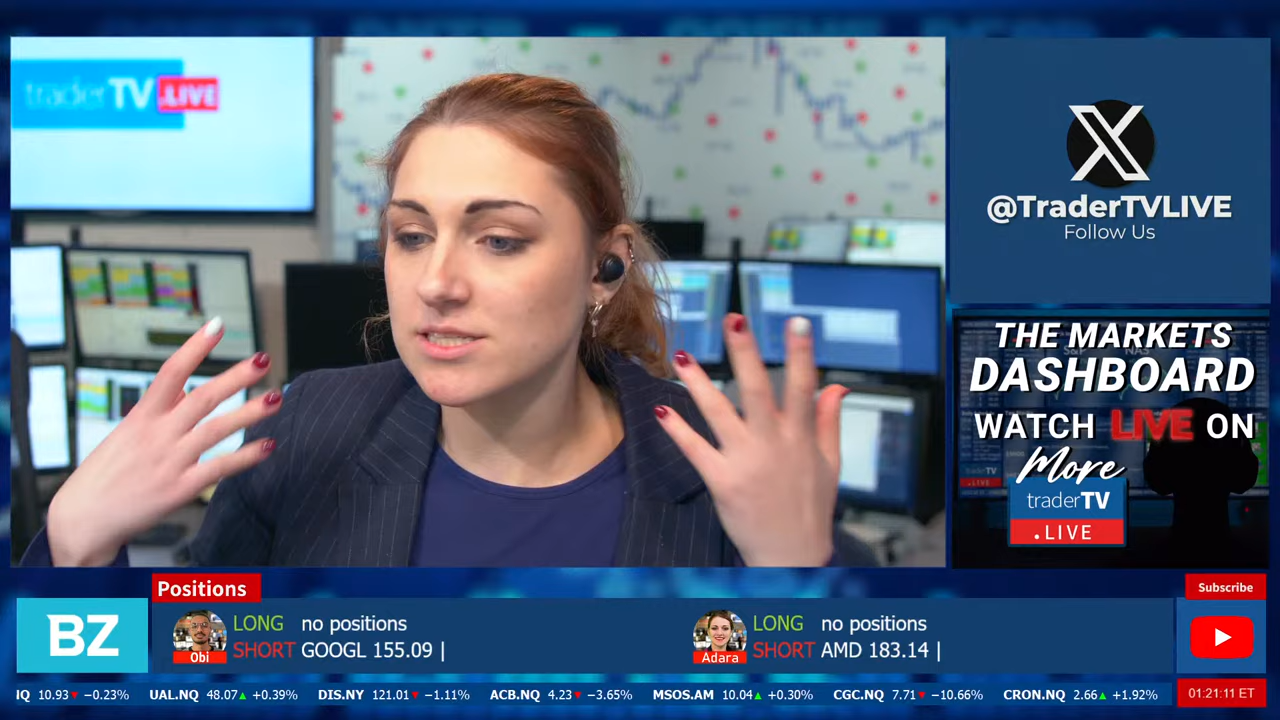 traderTV.LIVE
@TraderTVLIVE
Follow Us
THE MARKETS
DASHBOARD
WATCH LIVE ON
More
traderTV
.LIVE
Positions
Subscribe
BZ
LONG no positions
SHORT GOOGL 155.09 |
Obi
LONG no positions
SHORT AMD 183.14 |
Adara
IQ 10.93▼ −0.23% UAL.NQ 48.07▲ +0.39% DIS.NY 121.01▼ −1.11% ACB.NQ 4.23▼ −3.65% MSOS.AM 10.04▲ +0.30% CGC.NQ 7.71▼ −10.66% CRON.NQ 2.66▲ +1.92%
01:21:11 ET